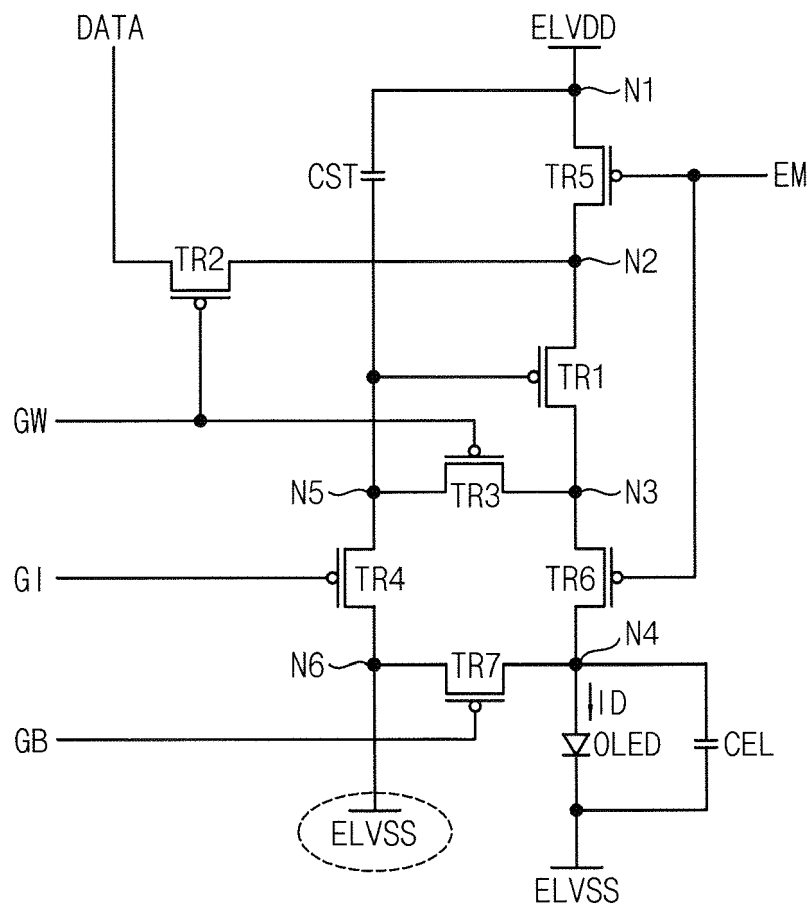 DATA
ELVDD
N1
CST
TR5
EM
TR2
N2
TR1
GW
N5
TR3
N3
GI
TR4
TR6
N4
N6
TR7
ID
GB
OLED
CEL
ELVSS
ELVSS